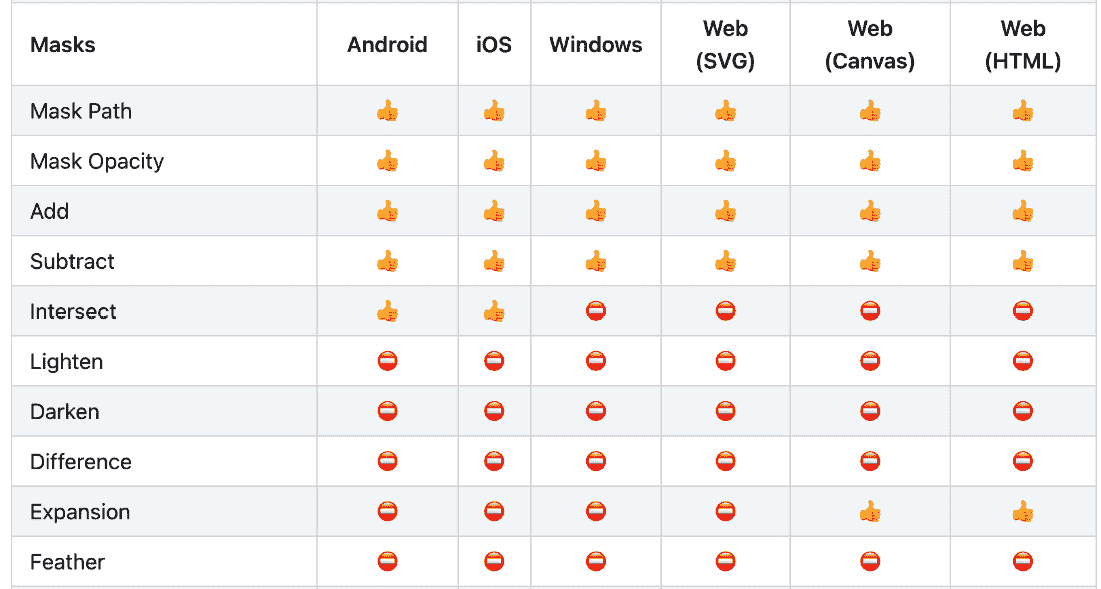 Masks Android iOS Windows Web (SVG) Web (Canvas) Web (HTML)
Mask Path 👍 👍 👍 👍 👍 👍
Mask Opacity 👍 👍 👍 👍 👍 👍
Add 👍 👍 👍 👍 👍 👍
Subtract 👍 👍 👍 👍 👍 👍
Intersect 👍 👍 ⛔️ ⛔️ ⛔️ ⛔️
Lighten ⛔️ ⛔️ ⛔️ ⛔️ ⛔️ ⛔️
Darken ⛔️ ⛔️ ⛔️ ⛔️ ⛔️ ⛔️
Difference ⛔️ ⛔️ ⛔️ ⛔️ ⛔️ ⛔️
Expansion ⛔️ ⛔️ ⛔️ ⛔️ 👍 👍
Feather ⛔️ ⛔️ ⛔️ ⛔️ ⛔️ ⛔️